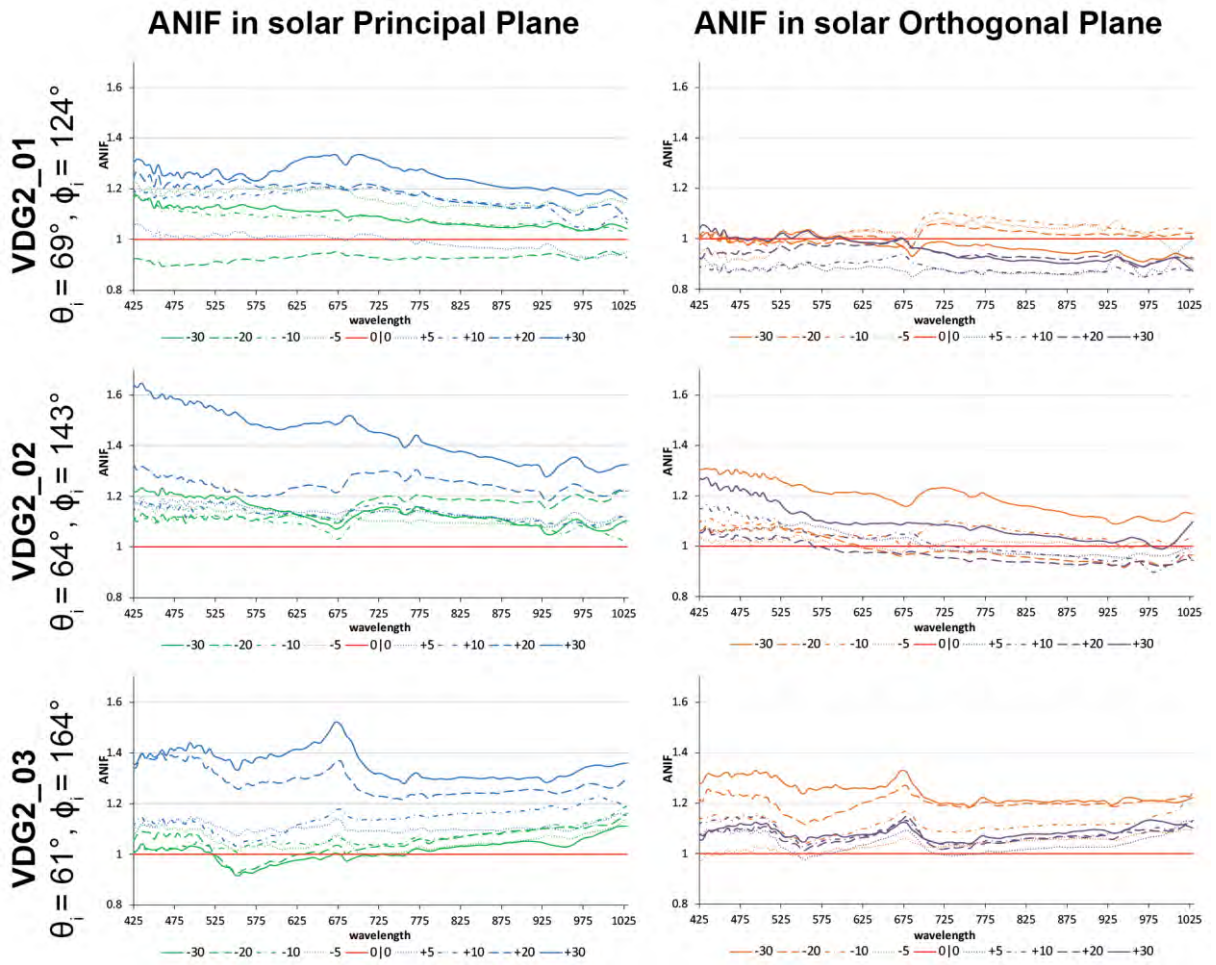 ANIF in solar Principal Plane
ANIF in solar Orthogonal Plane
VDG2_01
θi = 69°, ϕi = 124°
ANIF
1.6
1.4
1.2
1
0.8
425 475 525 575 625 675 725 775 825 875 925 975 1025
wavelength
-30 -20 -10 -5 0|0 +5 +10 +20 +30
ANIF
1.6
1.4
1.2
1
0.8
425 475 525 575 625 675 725 775 825 875 925 975 1025
wavelength
-30 -20 -10 -5 0|0 +5 +10 +20 +30
VDG2_02
θi = 64°, ϕi = 143°
ANIF
1.6
1.4
1.2
1
0.8
425 475 525 575 625 675 725 775 825 875 925 975 1025
wavelength
-30 -20 -10 -5 0|0 +5 +10 +20 +30
ANIF
1.6
1.4
1.2
1
0.8
425 475 525 575 625 675 725 775 825 875 925 975 1025
wavelength
-30 -20 -10 -5 0|0 +5 +10 +20 +30
VDG2_03
θi = 61°, ϕi = 164°
ANIF
1.6
1.4
1.2
1
0.8
425 475 525 575 625 675 725 775 825 875 925 975 1025
wavelength
-30 -20 -10 -5 0|0 +5 +10 +20 +30
ANIF
1.6
1.4
1.2
1
0.8
425 475 525 575 625 675 725 775 825 875 925 975 1025
wavelength
-30 -20 -10 -5 0|0 +5 +10 +20 +30